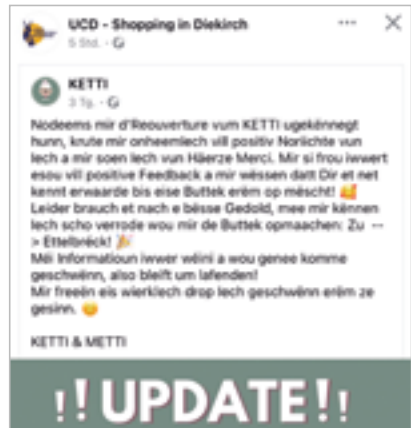 UCD - Shopping in Diekirch
5 Std.
KETTI
3 Tg.
Nodeems mir d'Reouverture vum KETTI ugekënnegt
hunn, krute mir onheemlech vill positiv Noriichte vun
Iech a mir soen Iech vun Häerze Merci. Mir si frou iwwert
esou vill positive Feedback a mir wëssen datt Dir et net
kennt erwaarde bis eise Buttek erëm op mëscht!
Leider brauch et nach e bësse Gedold, mee mir kënnen
Iech scho verrode wou mir de Buttek opmaachen: Zu --
> Ettelbréck!
Méi Informatioun iwwer wéini a wou genee komme
geschwënn, also bleift um lafenden!
Mir freeën eis wierklech drop Iech geschwënn erëm ze
gesinn.
KETTI & METTI
!!UPDATE!!